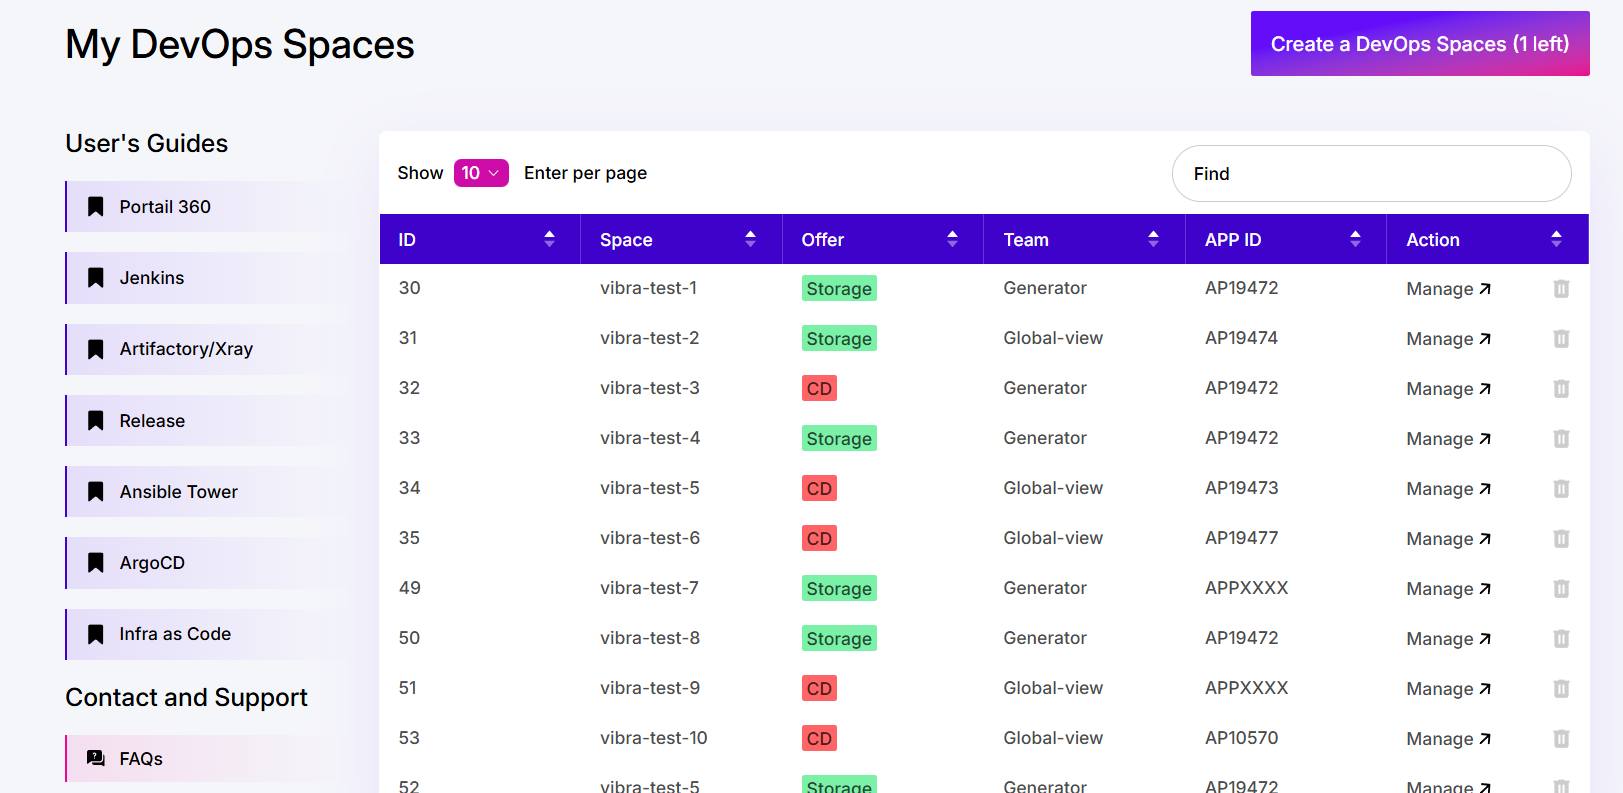 My DevOps Spaces
Create a DevOps Spaces (1 left)
User's Guides
Portail 360
Jenkins
Artifactory/Xray
Release
Ansible Tower
ArgoCD
Infra as Code
Contact and Support
FAQs
Show 10 Enter per page
Find
ID Space Offer Team APP ID Action
30 vibra-test-1 Storage Generator AP19472 Manage
31 vibra-test-2 Storage Global-view AP19474 Manage
32 vibra-test-3 CD Generator AP19472 Manage
33 vibra-test-4 Storage Generator AP19472 Manage
34 vibra-test-5 CD Global-view AP19473 Manage
35 vibra-test-6 CD Global-view AP19477 Manage
49 vibra-test-7 Storage Generator APPXXXX Manage
50 vibra-test-8 Storage Generator AP19472 Manage
51 vibra-test-9 CD Global-view APPXXXX Manage
53 vibra-test-10 CD Global-view AP10570 Manage
52 vibra-test-5 Storage Generator AP19472 Manage